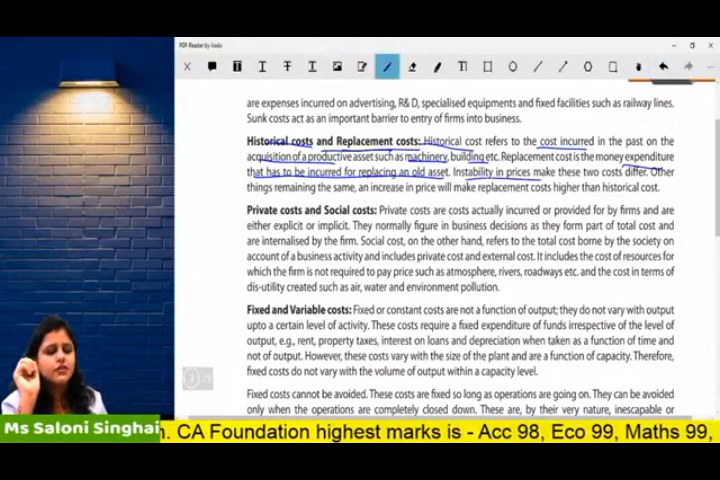 PDF Reader by Xodo
are expenses incurred on advertising, R& D, specialised equipments and fixed facilities such as railway lines.
Sunk costs act as an important barrier to entry of firms into business.
Historical costs and Replacement costs: Historical cost refers to the cost incurred in the past on the
acquisition of a productive asset such as machinery, building etc. Replacement cost is the money expenditure
that has to be incurred for replacing an old asset. Instability in prices make these two costs differ. Other
things remaining the same, an increase in price will make replacement costs higher than historical cost.
Private costs and Social costs: Private costs are costs actually incurred or provided for by firms and are
either explicit or implicit. They normally figure in business decisions as they form part of total cost and
are internalised by the firm. Social cost, on the other hand, refers to the total cost borne by the society on
account of a business activity and includes private cost and external cost. It includes the cost of resources for
which the firm is not required to pay price such as atmosphere, rivers, roadways etc. and the cost in terms of
dis-utility created such as air, water and environment pollution.
Fixed and Variable costs: Fixed or constant costs are not a function of output; they do not vary with output
upto a certain level of activity. These costs require a fixed expenditure of funds irrespective of the level of
output, e.g., rent, property taxes, interest on loans and depreciation when taken as a function of time and
not of output. However, these costs vary with the size of the plant and are a function of capacity. Therefore,
fixed costs do not vary with the volume of output within a capacity level.
Fixed costs cannot be avoided. These costs are fixed so long as operations are going on. They can be avoided
only when the operations are completely closed down. These are, by their very nature, inescapable or
Ms Saloni Singhai
n. CA Foundation highest marks is - Acc 98, Eco 99, Maths 99,